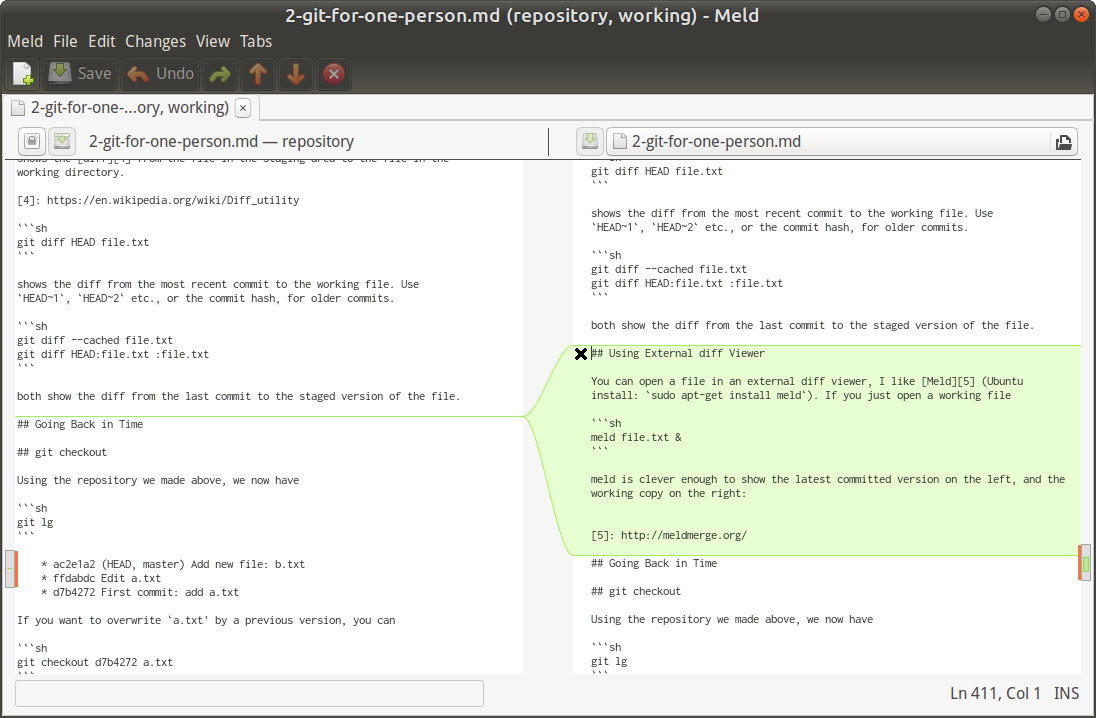 2-git-for-one-person.md (repository, working) - Meld
Meld File Edit Changes View Tabs
Save Undo
2-git-for-one-...ory, working)
2-git-for-one-person.md — repository
shows the [diff][4] from the file in the staging area to the file in the
working directory.
[4]: https://en.wikipedia.org/wiki/Diff_utility
```sh
git diff HEAD file.txt
```
shows the diff from the most recent commit to the working file. Use
`HEAD~1`, `HEAD~2` etc., or the commit hash, for older commits.
```sh
git diff --cached file.txt
git diff HEAD:file.txt :file.txt
```
both show the diff from the last commit to the staged version of the file.
## Going Back in Time
## git checkout
Using the repository we made above, we now have
```sh
git lg
```
* ac2e1a2 (HEAD, master) Add new file: b.txt
* ffdabdc Edit a.txt
* d7b4272 First commit: add a.txt
If you want to overwrite `a.txt' by a previous version, you can
```sh
git checkout d7b4272 a.txt
```
2-git-for-one-person.md
git diff HEAD file.txt
```
shows the diff from the most recent commit to the working file. Use
`HEAD~1`, `HEAD~2` etc., or the commit hash, for older commits.
```sh
git diff --cached file.txt
git diff HEAD:file.txt :file.txt
```
both show the diff from the last commit to the staged version of the file.
## Using External diff Viewer
You can open a file in an external diff viewer, I like [Meld][5] (Ubuntu
install: `sudo apt-get install meld`). If you just open a working file
```sh
meld file.txt &
```
meld is clever enough to show the latest committed version on the left, and the
working copy on the right:
[5]: http://meldmerge.org/
## Going Back in Time
## git checkout
Using the repository we made above, we now have
```sh
git lg
```
Ln 411, Col 1 INS